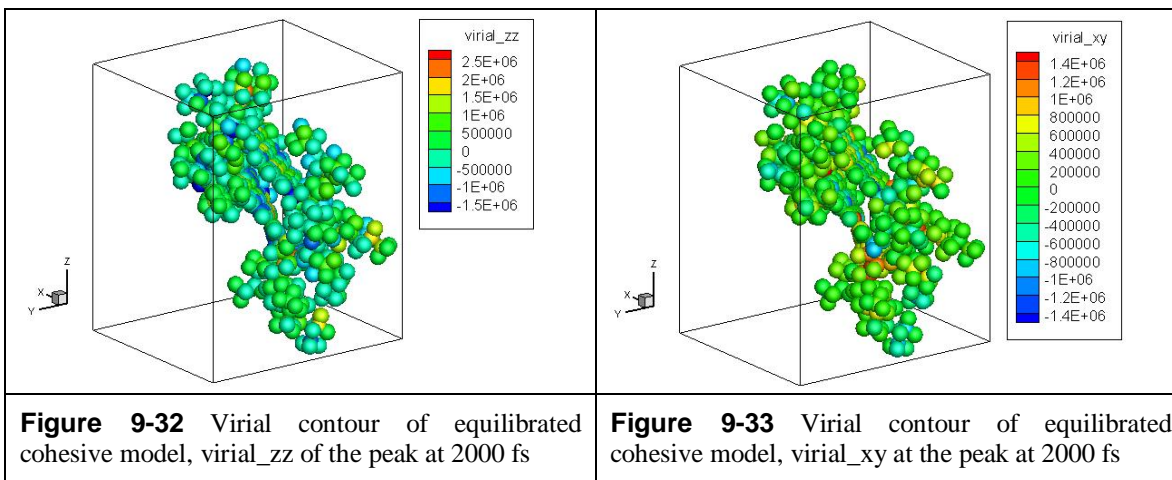 virial_zz
2.5E+06
2E+06
1.5E+06
1E+06
500000
0
-500000
-1E+06
-1.5E+06
Z
X
Y
virial_xy
1.4E+06
1.2E+06
1E+06
800000
600000
400000
200000
0
-200000
-400000
-600000
-800000
-1E+06
-1.2E+06
-1.4E+06
Z
X
Y
Figure 9-32 Virial contour of equilibrated
cohesive model, virial_zz of the peak at 2000 fs
Figure 9-33 Virial contour of equilibrated
cohesive model, virial_xy at the peak at 2000 fs